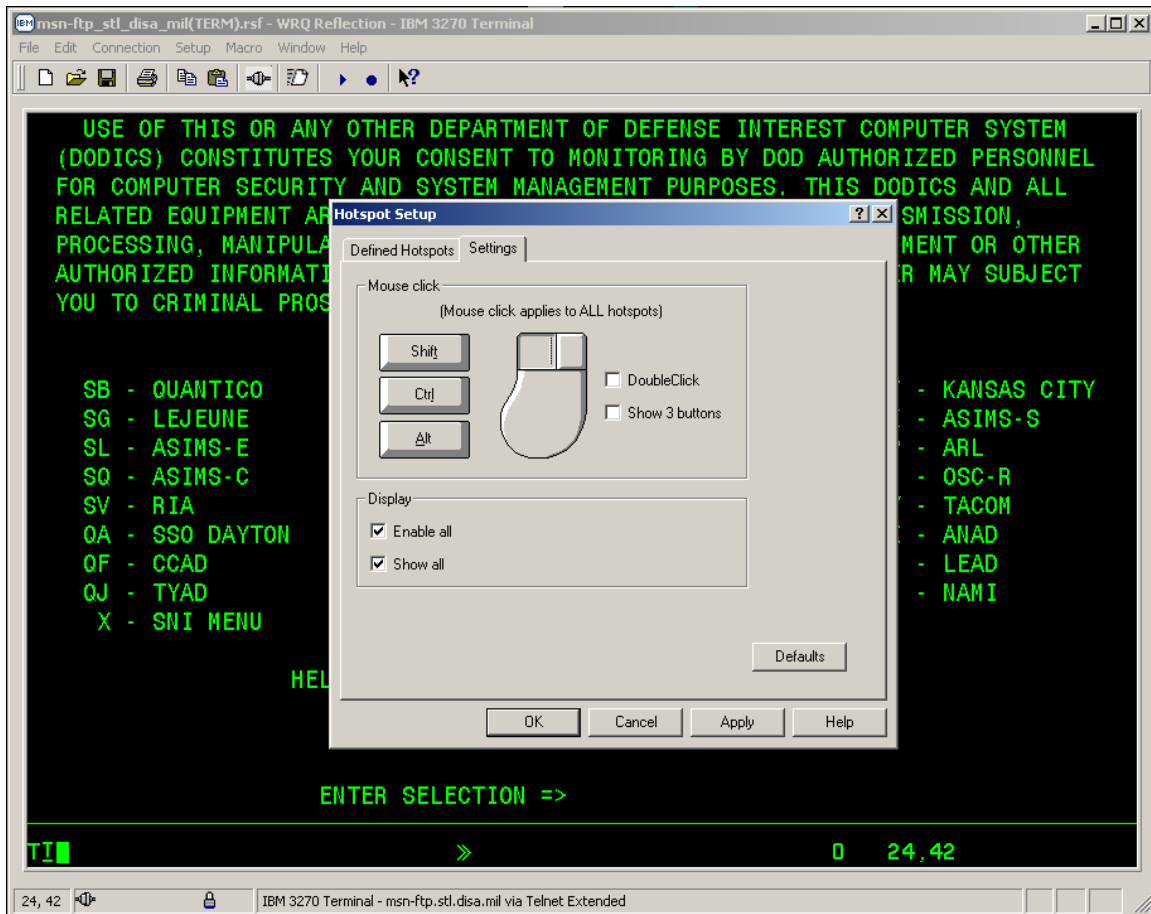 msn-ftp_stl_disa_mil(TERM).rsf - WRQ Reflection - IBM 3270 Terminal
File Edit Connection Setup Macro Window Help
USE OF THIS OR ANY OTHER DEPARTMENT OF DEFENSE INTEREST COMPUTER SYSTEM
(DODICS) CONSTITUTES YOUR CONSENT TO MONITORING BY DOD AUTHORIZED PERSONNEL
FOR COMPUTER SECURITY AND SYSTEM MANAGEMENT PURPOSES. THIS DODICS AND ALL
RELATED EQUIPMENT AR SMISSION,
PROCESSING, MANIPULA MENT OR OTHER
AUTHORIZED INFORMATI R MAY SUBJECT
YOU TO CRIMINAL PROS
SB - QUANTICO - KANSAS CITY
SG - LEJEUNE - ASIMS-S
SL - ASIMS-E - ARL
SQ - ASIMS-C - OSC-R
SV - RIA - TACOM
QA - SSO DAYTON - ANAD
QF - CCAD - LEAD
QJ - TYAD - NAMI
X - SNI MENU
HEL
ENTER SELECTION =>
TI » O 24,42
Hotspot Setup
Defined Hotspots Settings
Mouse click
(Mouse click applies to ALL hotspots)
Shift
Ctrl
Alt
DoubleClick
Show 3 buttons
Display
Enable all
Show all
Defaults
OK Cancel Apply Help
24, 42 IBM 3270 Terminal - msn-ftp.stl.disa.mil via Telnet Extended